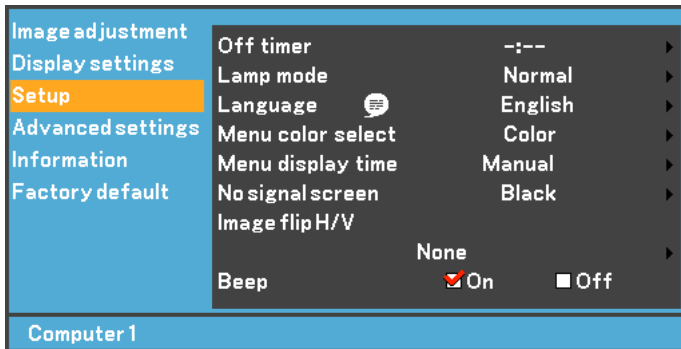 Image adjustment
Display settings
Setup
Advanced settings
Information
Factory default
Off timer -:--
Lamp mode Normal
Language English
Menu color select Color
Menu display time Manual
No signal screen Black
Image flip H/V
None
Beep On Off
Computer 1